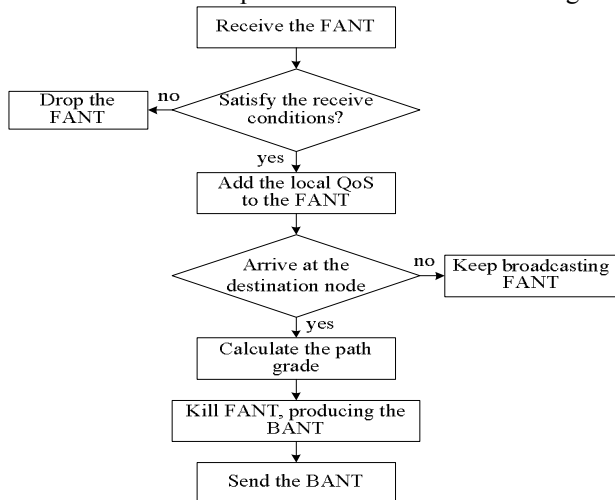 Receive the FANT
Satisfy the receive
conditions?
no
Drop the
FANT
yes
Add the local QoS
to the FANT
Arrive at the
destination node
no
Keep broadcasting
FANT
yes
Calculate the path
grade
Kill FANT, producing the
BANT
Send the BANT